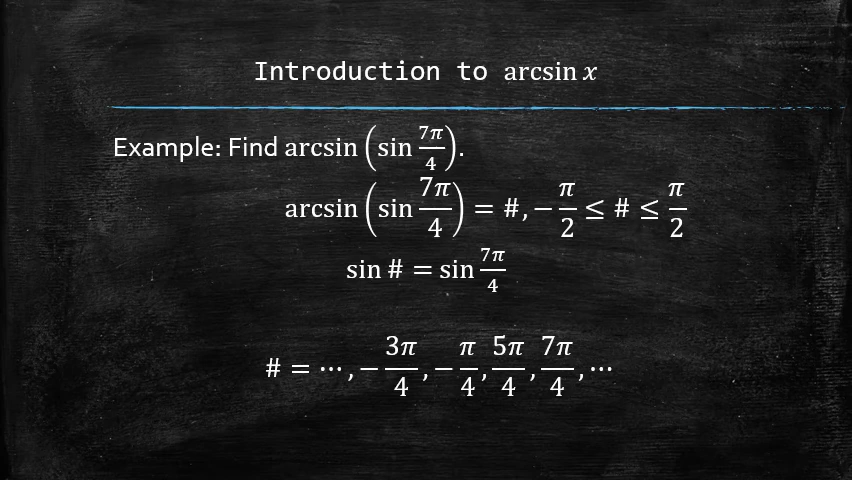 Introduction to arcsin x
Example: Find arcsin (sin 7π/4).
arcsin (sin 7π/4) = #, −π/2 ≤ # ≤ π/2
sin # = sin 7π/4
# = ⋯, −3π/4, −π/4, 5π/4, 7π/4, ⋯